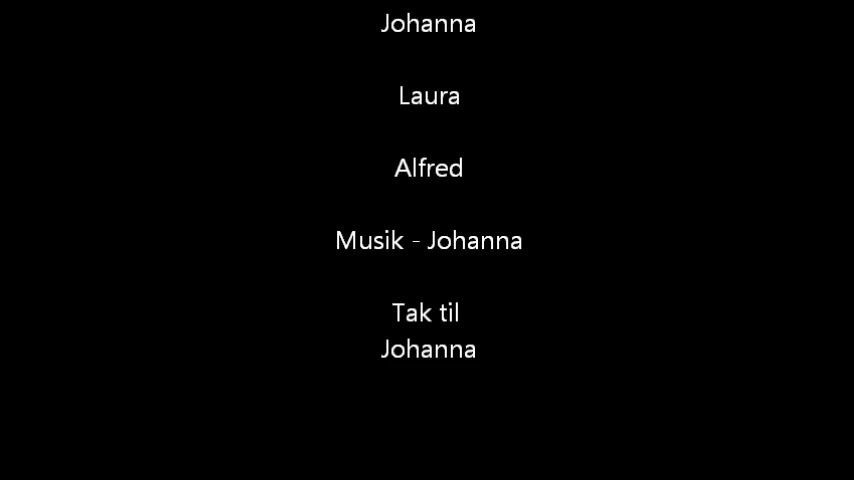 Johanna
Laura
Alfred
Musik - Johanna
Tak til
Johanna